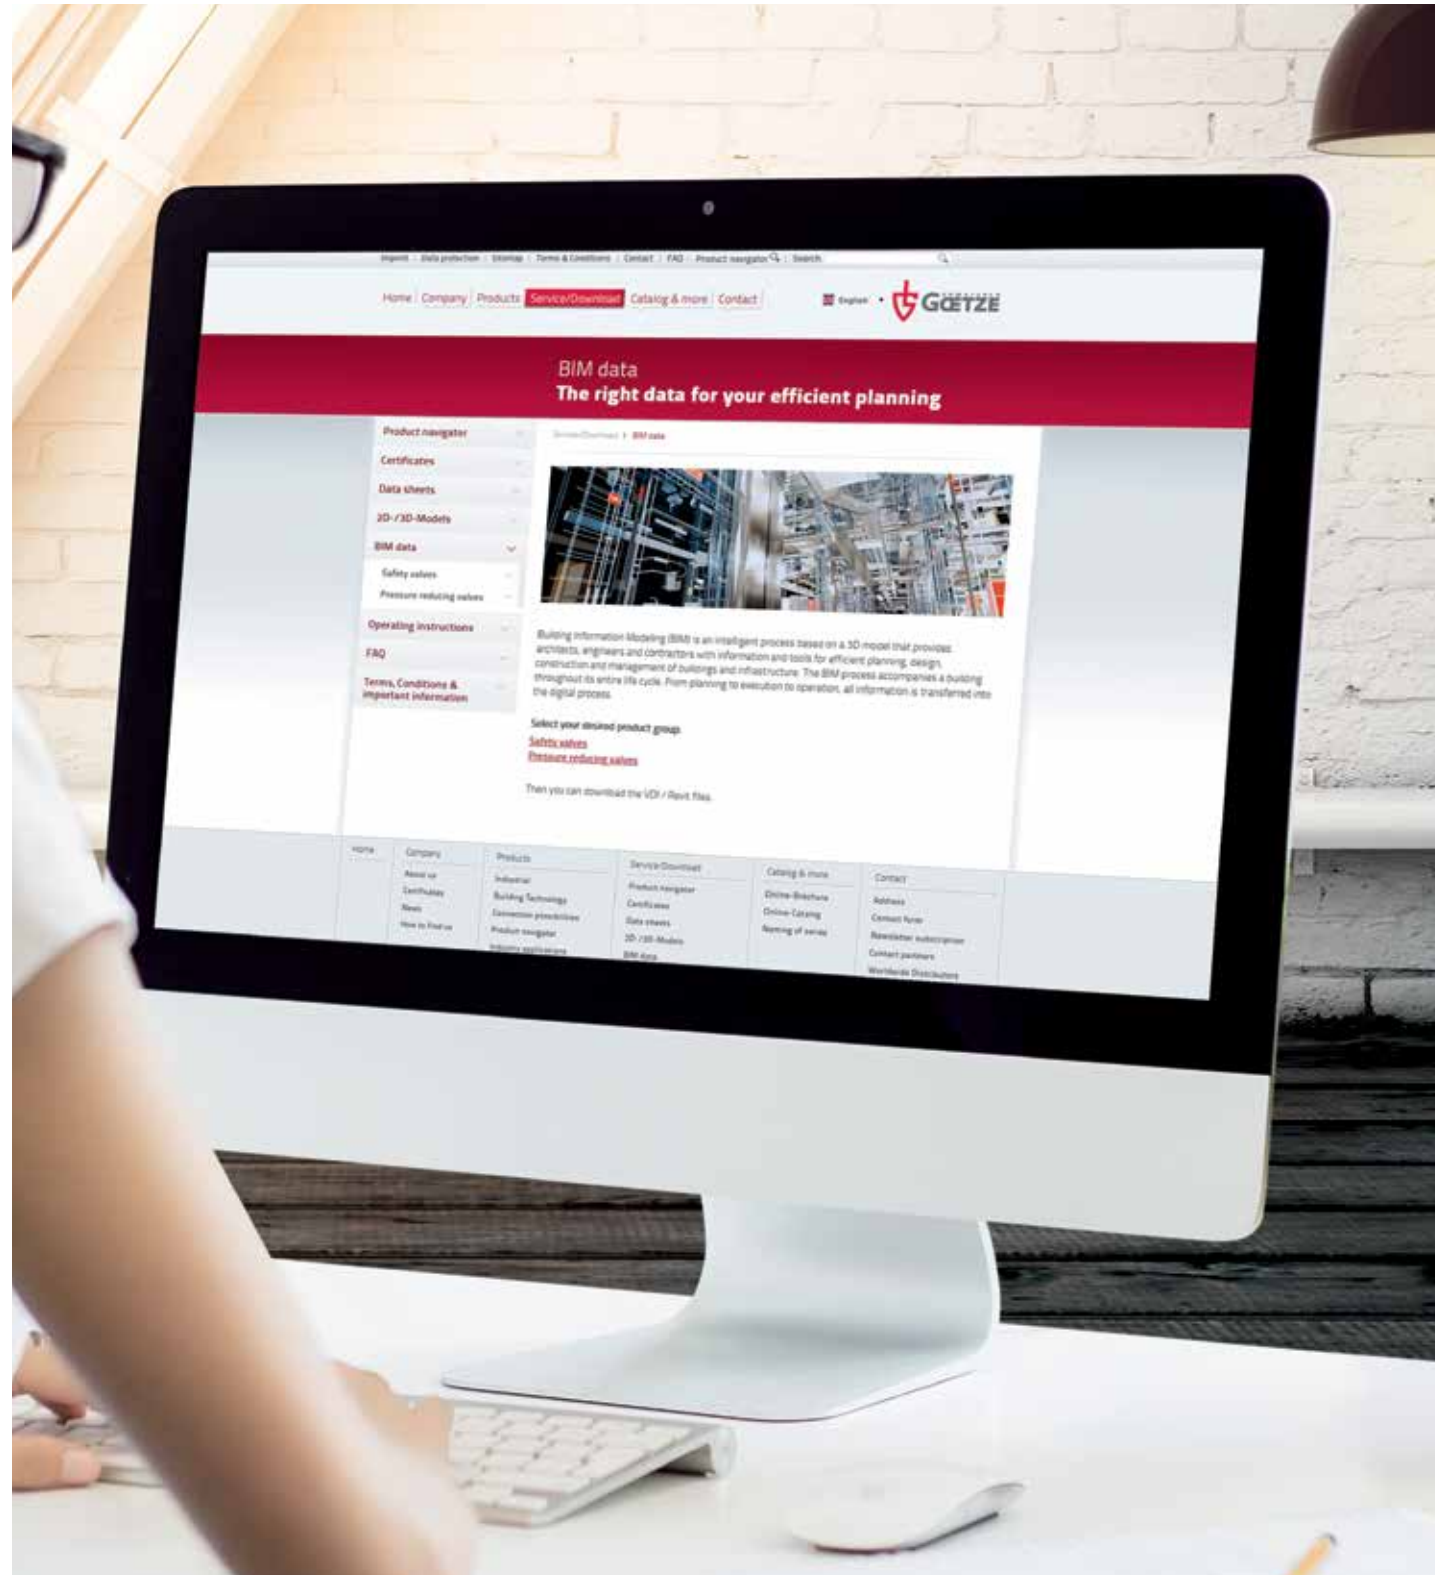 Imprint Data protection Sitemap Terms & Conditions Contact FAQ Product navigator Search
Home Company Products Service/Download Catalog & more Contact
English
GŒTZE
BIM data
The right data for your efficient planning
Product navigator
Certificates
Data sheets
2D-/3D-Models
BIM data
Safety valves
Pressure reducing valves
Operating instructions
FAQ
Terms, Conditions &
important information
Service/Download BIM data
Building Information Modeling (BIM) is an intelligent process based on a 3D model that provides
architects, engineers and contractors with information and tools for efficient planning, design,
construction and management of buildings and infrastructure. The BIM process accompanies a building
throughout its entire life cycle. From planning to execution to operation, all information is transferred into
the digital process.
Select your desired product group.
Safety valves
Pressure reducing valves
Then you can download the VDI / Revit files.
Home
Company
About us
Certificates
News
How to find us
Products
Industrial
Building Technology
Connection possibilities
Product navigator
Industry applications
Service/Download
Product navigator
Certificates
Data sheets
2D-/3D-Models
BIM data
Catalog & more
Online-Brochure
Online-Catalog
Naming of series
Contact
Address
Contact form
Newsletter subscription
Contact partners
Worldwide Distributors